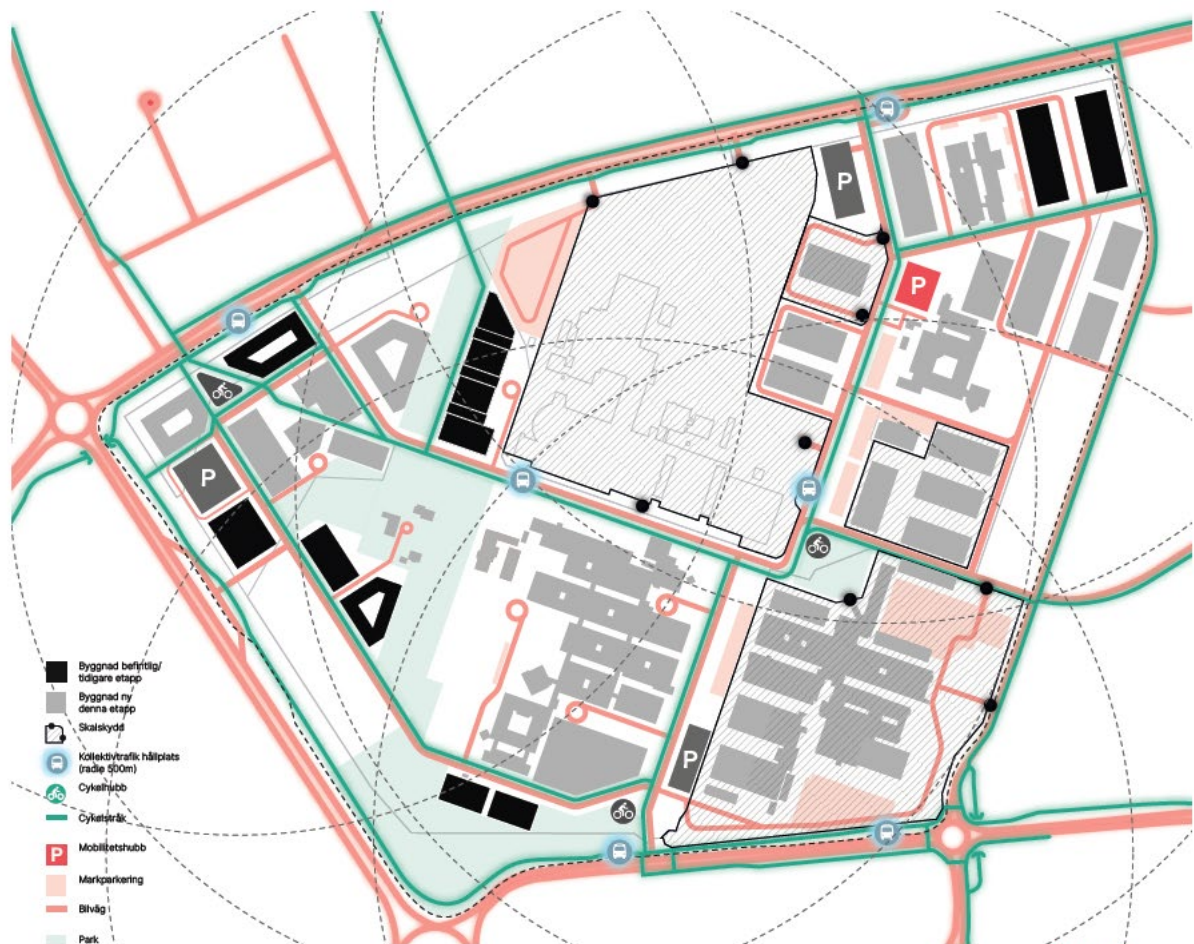 P
P
P
P
Byggnad befintlig/
tidigare etapp
Byggnad ny
denna etapp
Skalskydd
Kollektivtrafik hållplats
(radie 500m)
Cykelhubb
Cykelstråk
P
Mobilitetshubb
Markparkering
Bilväg
Park